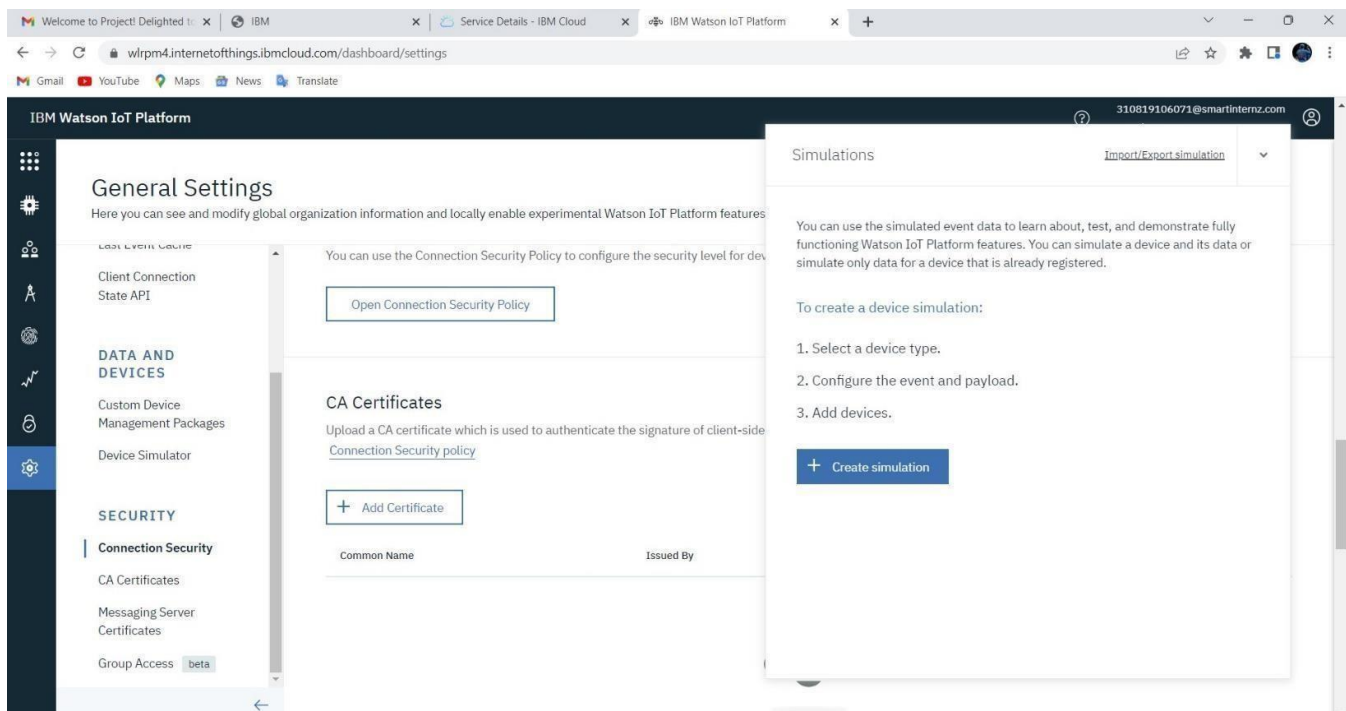 Welcome to Project! Delighted to
IBM
Service Details - IBM Cloud
IBM Watson IoT Platform
wlrpm4.internetofthings.ibmcloud.com/dashboard/settings
Gmail
YouTube
Maps
News
Translate
IBM Watson IoT Platform
310819106071@smartinternz.com
General Settings
Here you can see and modify global organization information and locally enable experimental Watson IoT Platform features
Last Event Cache
Client Connection
State API
DATA AND
DEVICES
Custom Device
Management Packages
Device Simulator
SECURITY
Connection Security
CA Certificates
Messaging Server
Certificates
Group Access beta
You can use the Connection Security Policy to configure the security level for dev
Open Connection Security Policy
CA Certificates
Upload a CA certificate which is used to authenticate the signature of client-side
Connection Security policy
+ Add Certificate
Common Name
Issued By
Simulations
Import/Export simulation
You can use the simulated event data to learn about, test, and demonstrate fully
functioning Watson IoT Platform features. You can simulate a device and its data or
simulate only data for a device that is already registered.
To create a device simulation:
1. Select a device type.
2. Configure the event and payload.
3. Add devices.
+ Create simulation